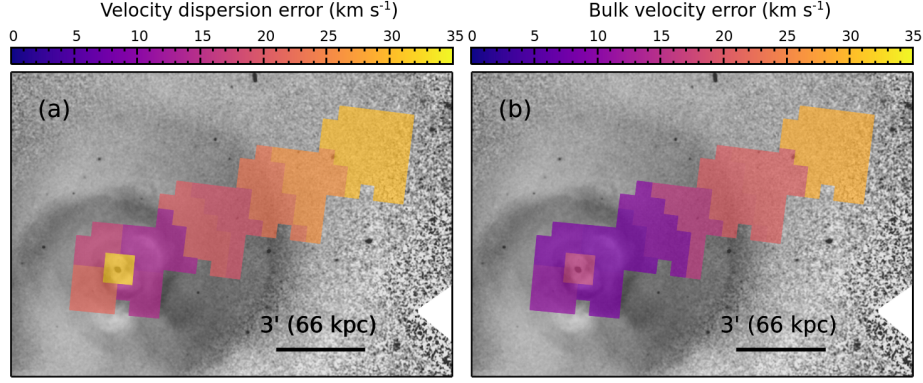 Velocity dispersion error (km s⁻¹)
0 5 10 15 20 25 30 35
(a)
3' (66 kpc)
Bulk velocity error (km s⁻¹)
0 5 10 15 20 25 30 35
(b)
3' (66 kpc)